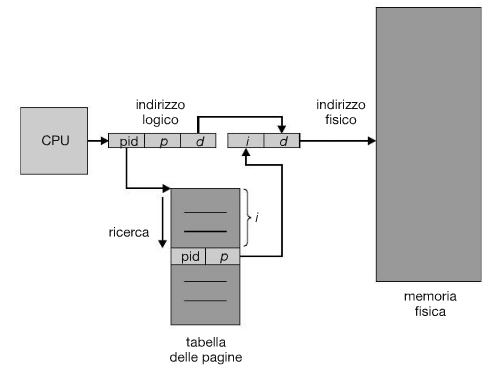 indirizzo
logico
indirizzo
fisico
CPU
pid p d
i d
i
ricerca
pid p
memoria
fisica
tabella
delle pagine